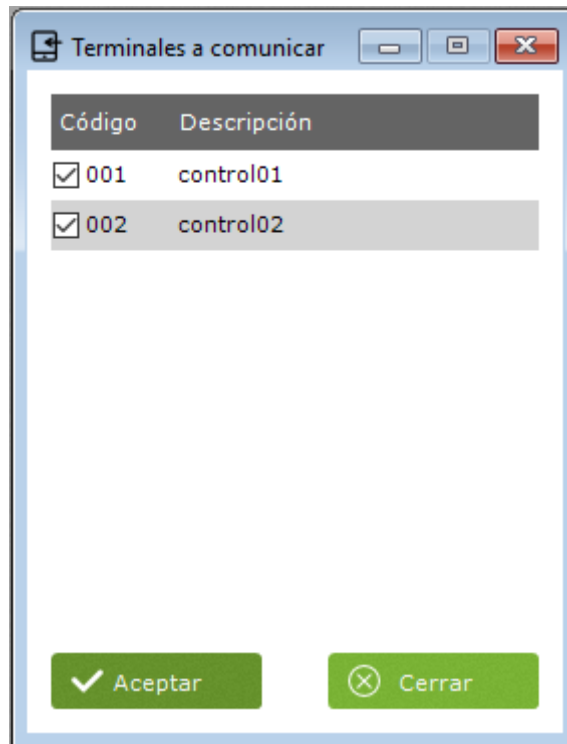 Terminales a comunicar
Código Descripción
001 control01
002 control02
Aceptar Cerrar